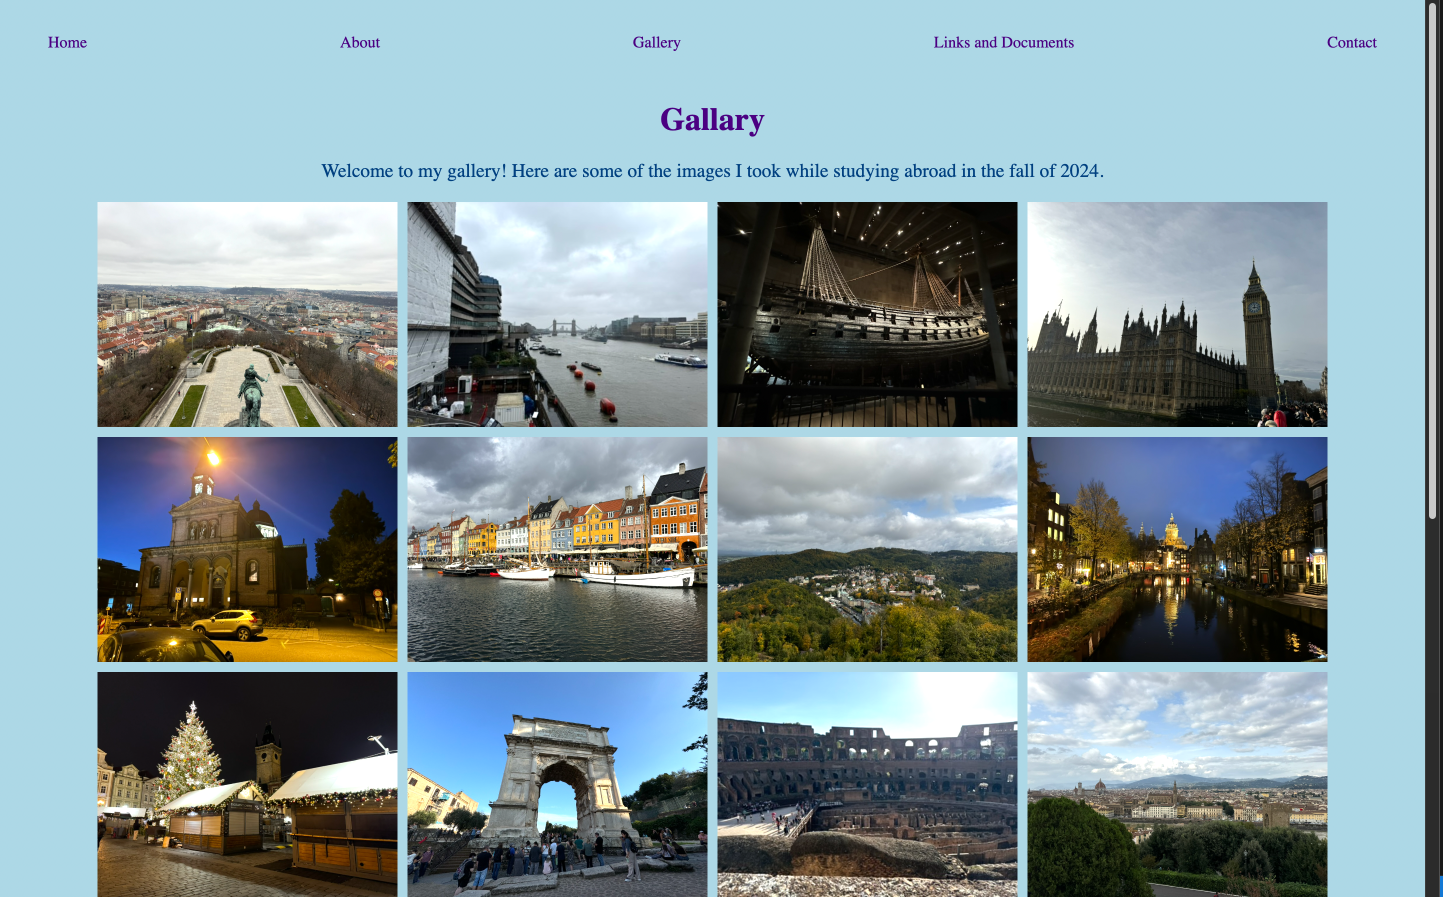 Home About Gallery Links and Documents Contact
Gallary
Welcome to my gallery! Here are some of the images I took while studying abroad in the fall of 2024.